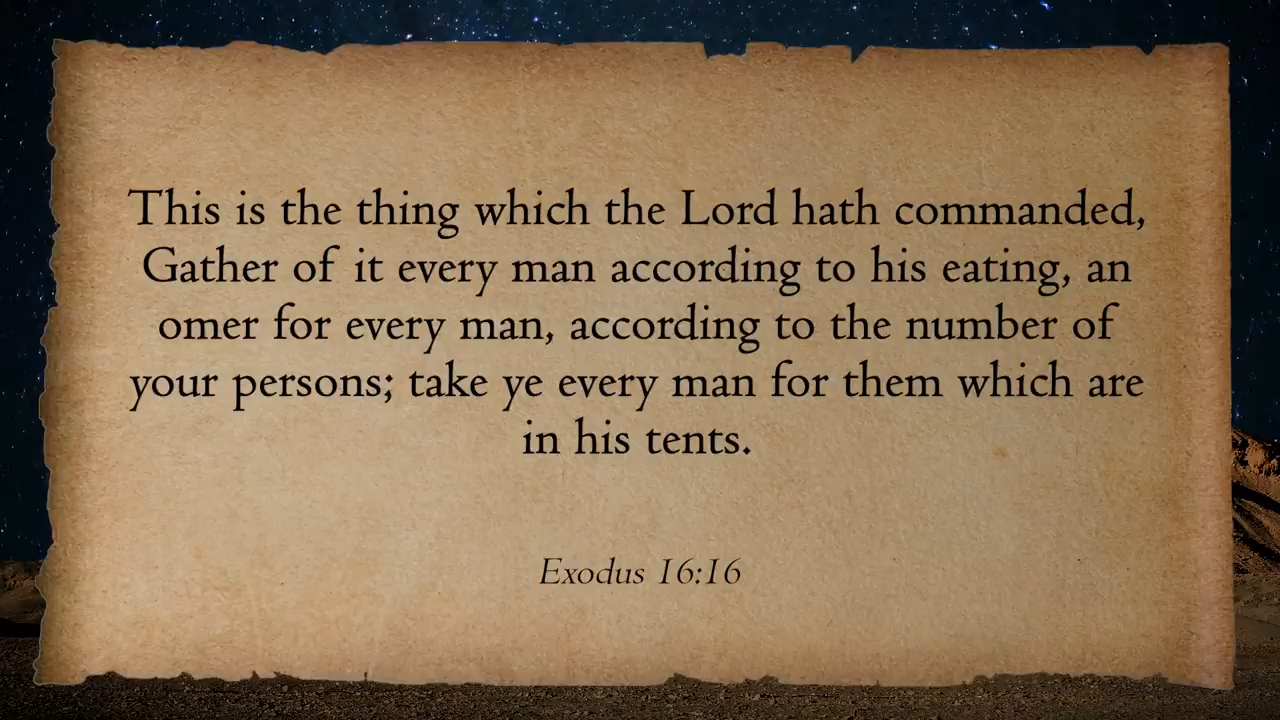 This is the thing which the Lord hath commanded,
Gather of it every man according to his eating, an
omer for every man, according to the number of
your persons; take ye every man for them which are
in his tents.
Exodus 16:16